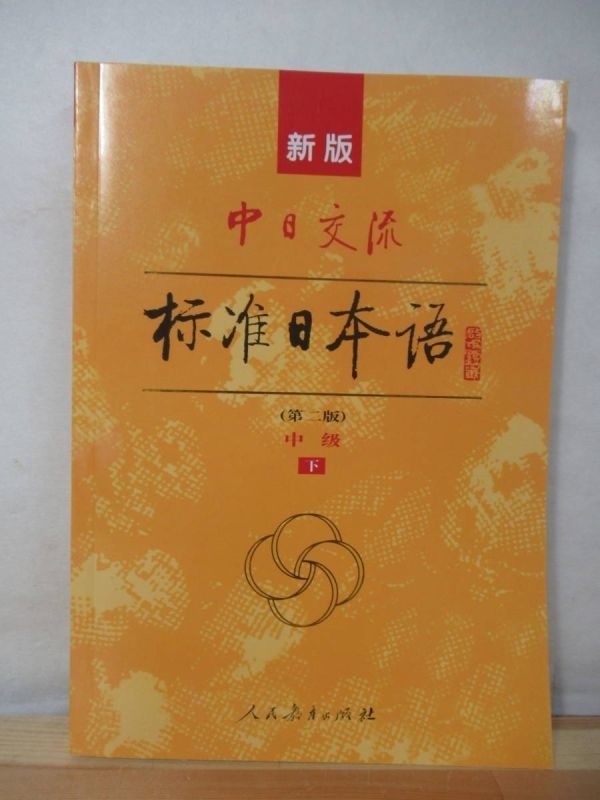 新版
中日交流
标准日本语
(第二版)
中级
下
人民教育出版社